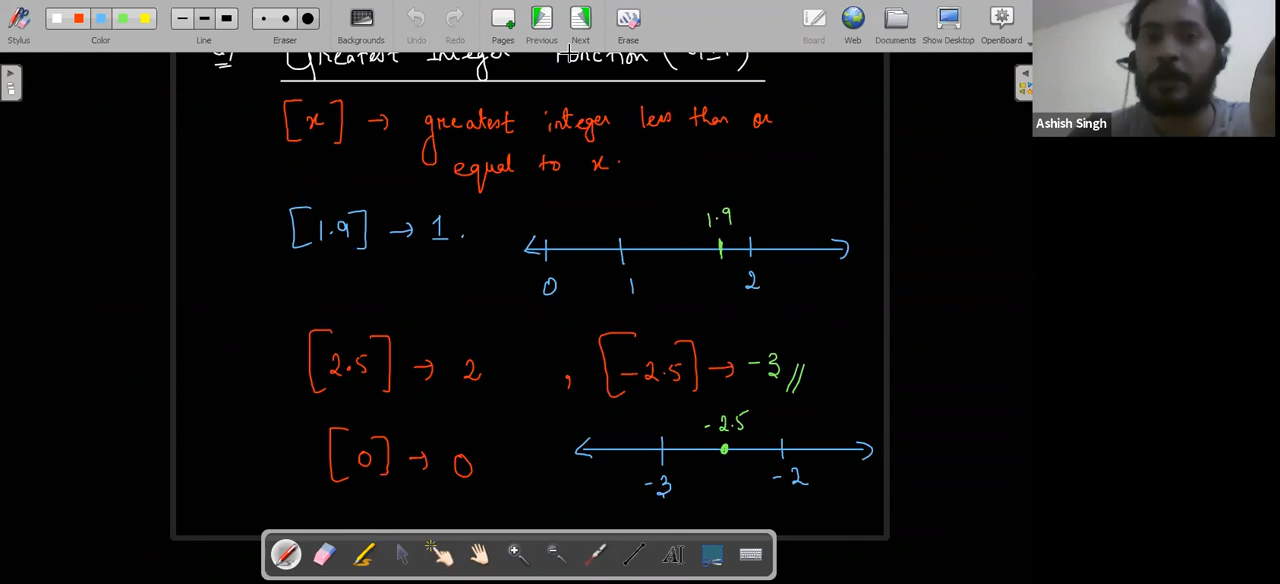 Stylus Color Line Eraser Backgrounds Undo Redo Pages Previous Next Erase Board Web Documents Show Desktop OpenBoard
Greatest Integer Function
Ashish Singh
[x] → greatest integer less than or
equal to x.
[1.9] → 1.
1.9
0 1 2
[2.5] → 2 , [-2.5] → -3 //
-2.5
[0] → 0
-3 -2
AI